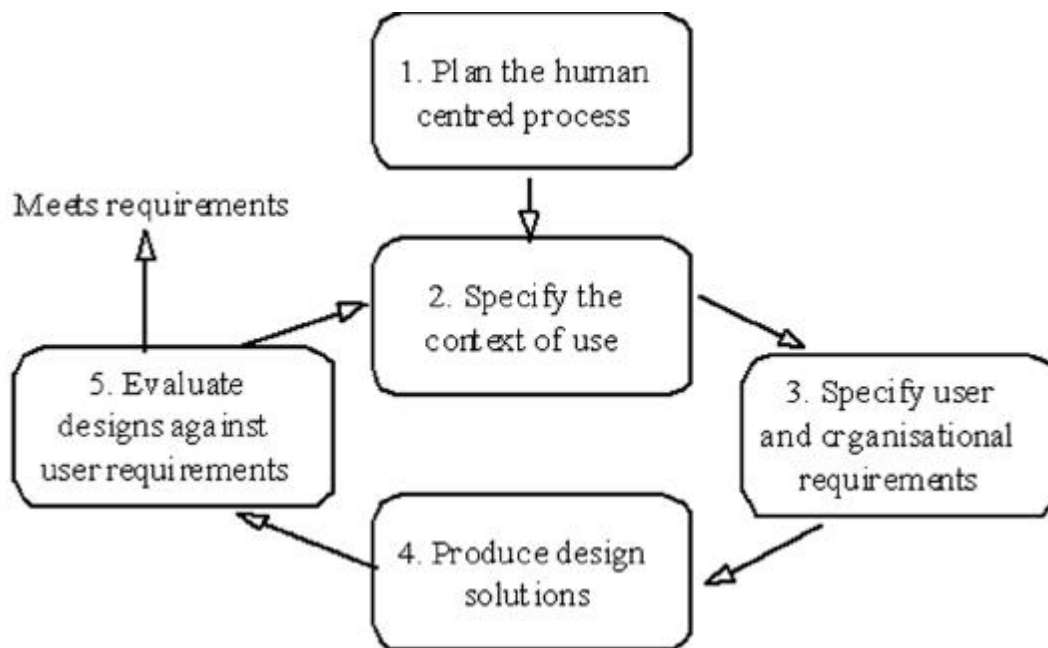 1. Plan the human
centred process
Meets requirements
2. Specify the
context of use
5. Evaluate
designs against
user requirements
3. Specify user
and organisational
requirements
4. Produce design
solutions